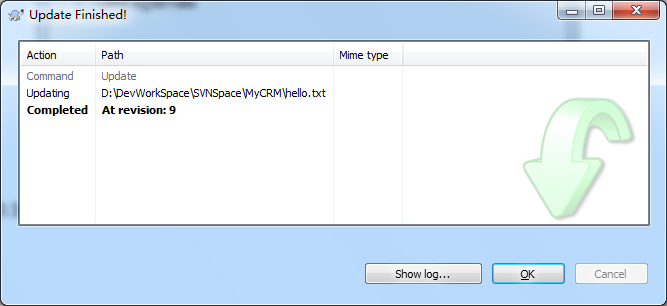 Update Finished!
Action Path Mime type
Command Update
Updating D:\DevWorkSpace\SVNSpace\MyCRM\hello.txt
Completed At revision: 9
Show log... OK Cancel